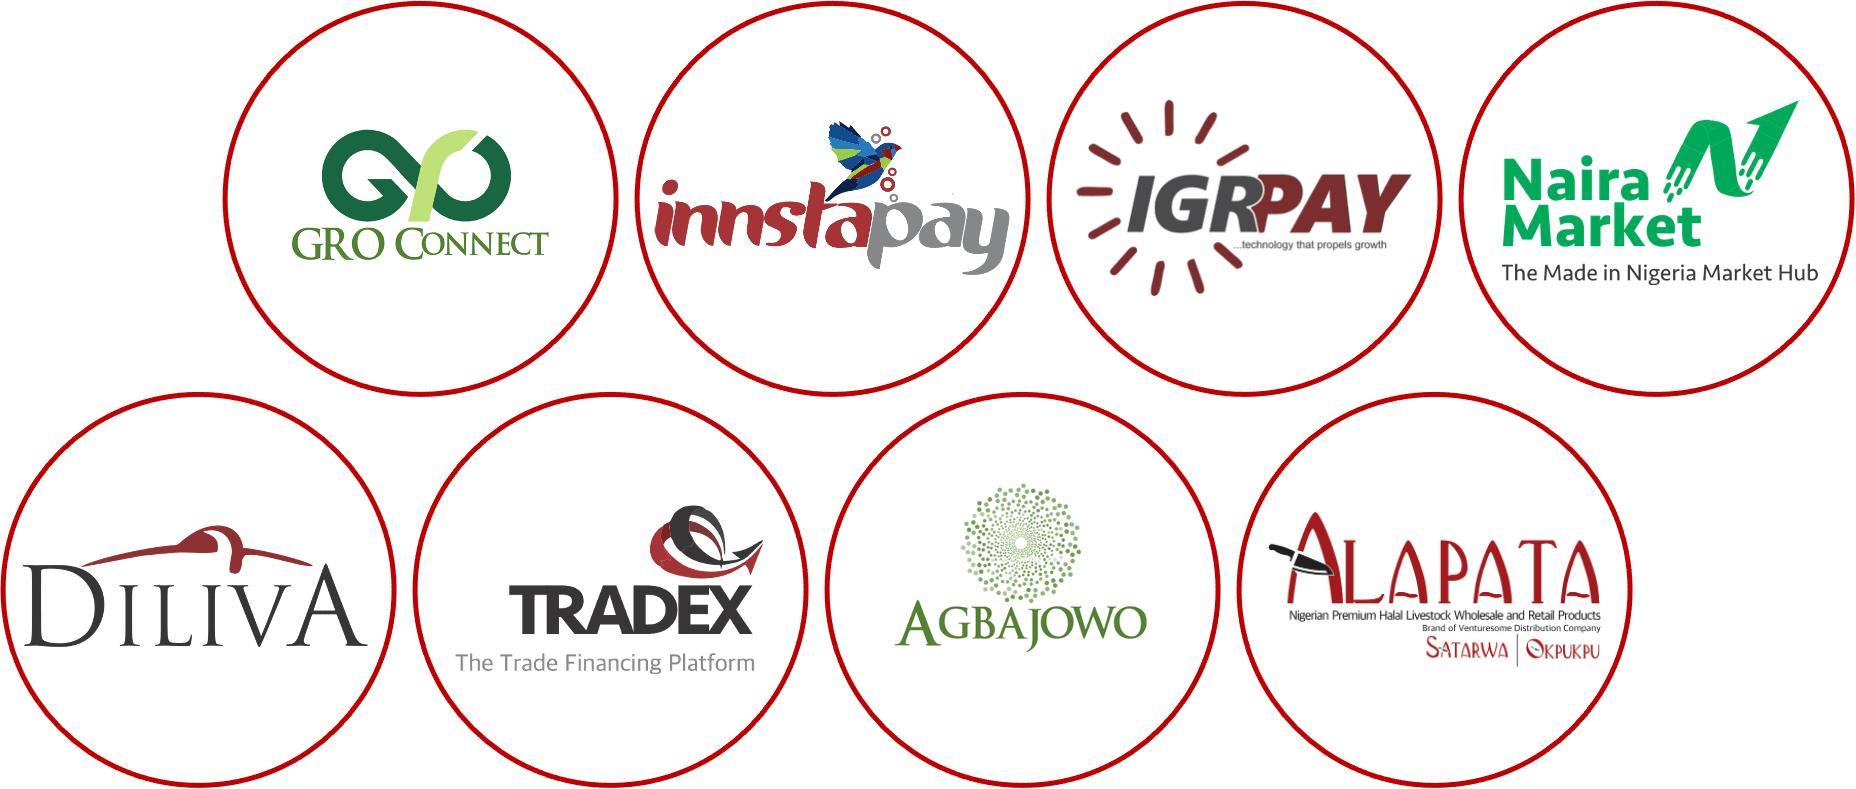 GRO
GRO CONNECT
innstapay
IGRPAY
...technology that propels growth
Naira
Market
The Made in Nigeria Market Hub
DILIVA
TRADEX
The Trade Financing Platform
AGBAJOWO
ALAPATA
Nigerian Premium Halal Livestock Wholesale and Retail Products
Brand of Venturesome Distribution Company
SATARWA | OKPUKPU